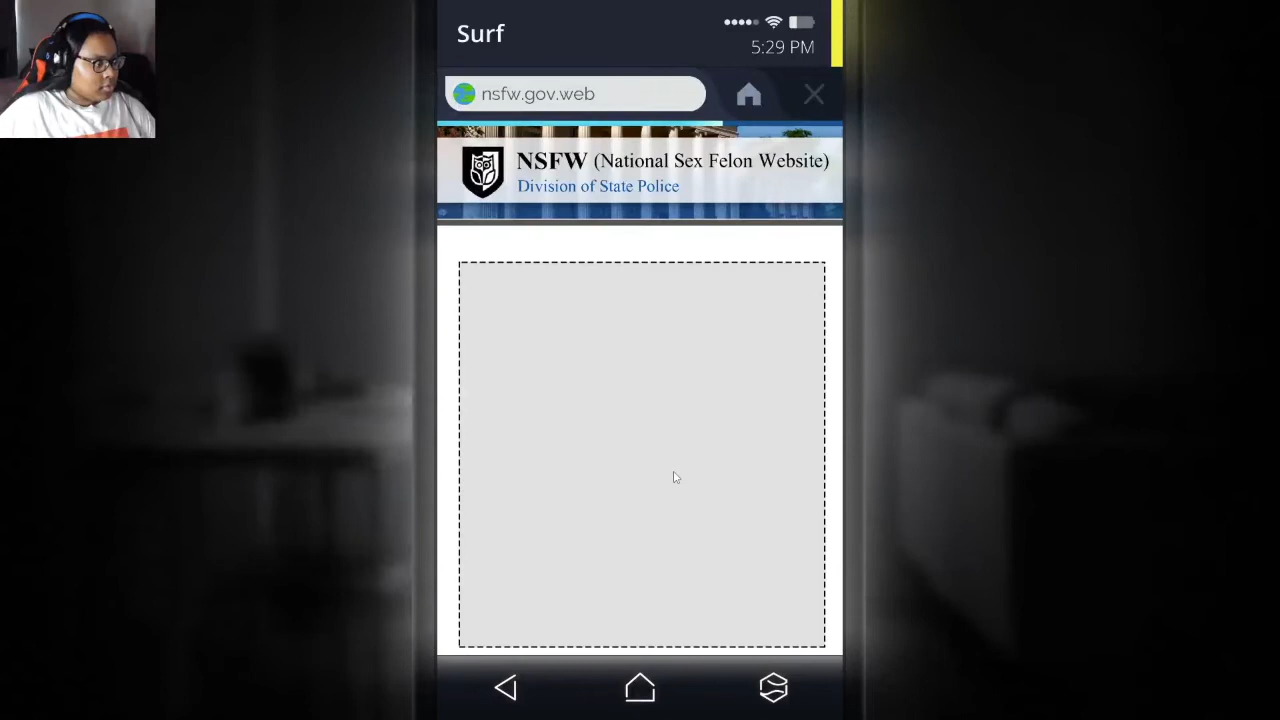 Surf
5:29 PM
nsfw.gov.web
NSFW (National Sex Felon Website)
Division of State Police